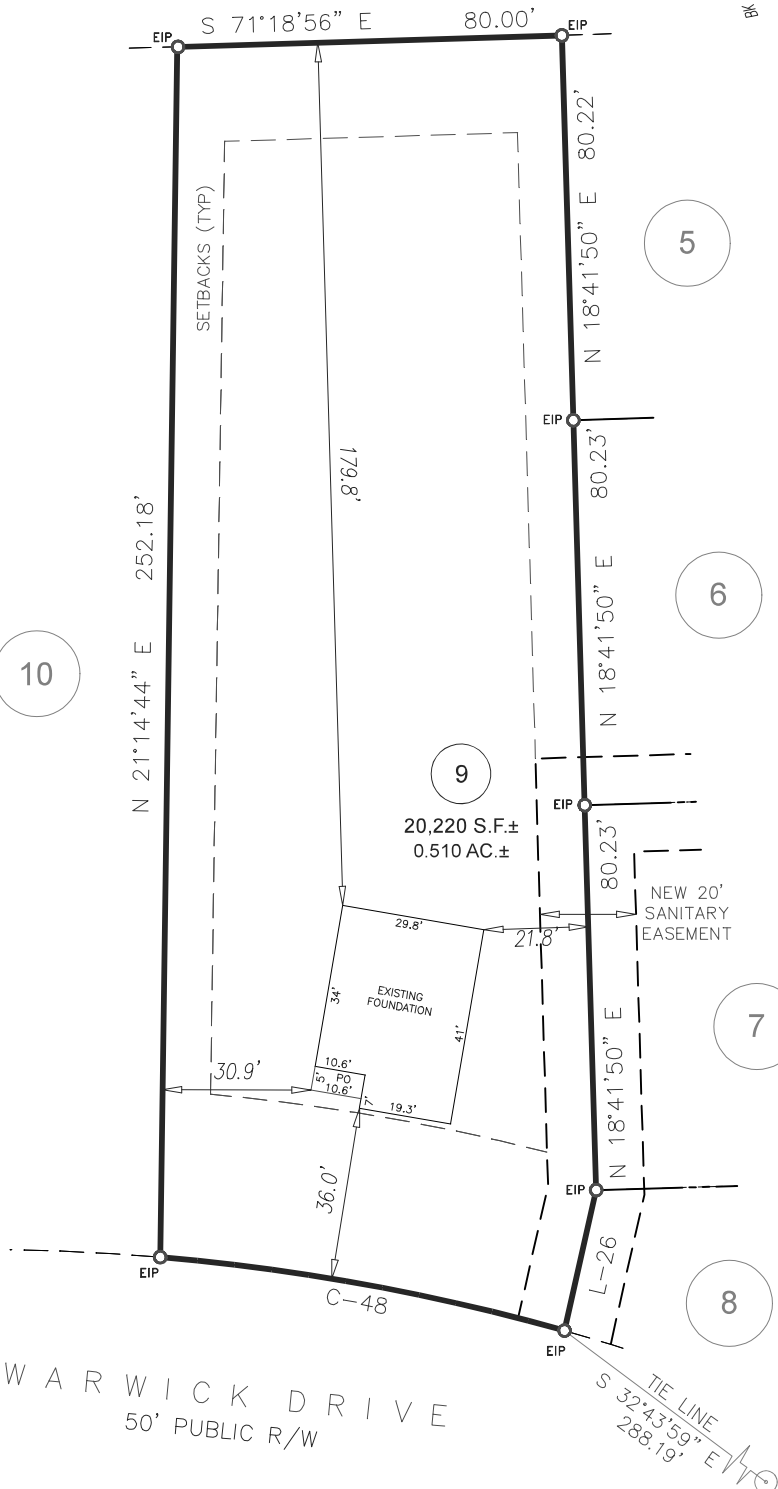 BK
S 71°18'56" E 80.00'
EIP
EIP
80.22'
N 18°41'50" E
5
SETBACKS (TYP)
179.8'
EIP
80.23'
N 18°41'50" E
6
252.18'
N 21°14'44" E
10
9
20,220 S.F.±
0.510 AC.±
EIP
80.23'
NEW 20'
SANITARY
EASEMENT
29.8'
21.8'
EXISTING
FOUNDATION
34'
41'
7
N 18°41'50" E
30.9'
10.6'
5'
PO
10.6'
7'
19.3'
36.0'
EIP
L-26
8
EIP
C-48
EIP
WARWICK DRIVE
50' PUBLIC R/W
TIE LINE
S 32°43'59" E
288.19'